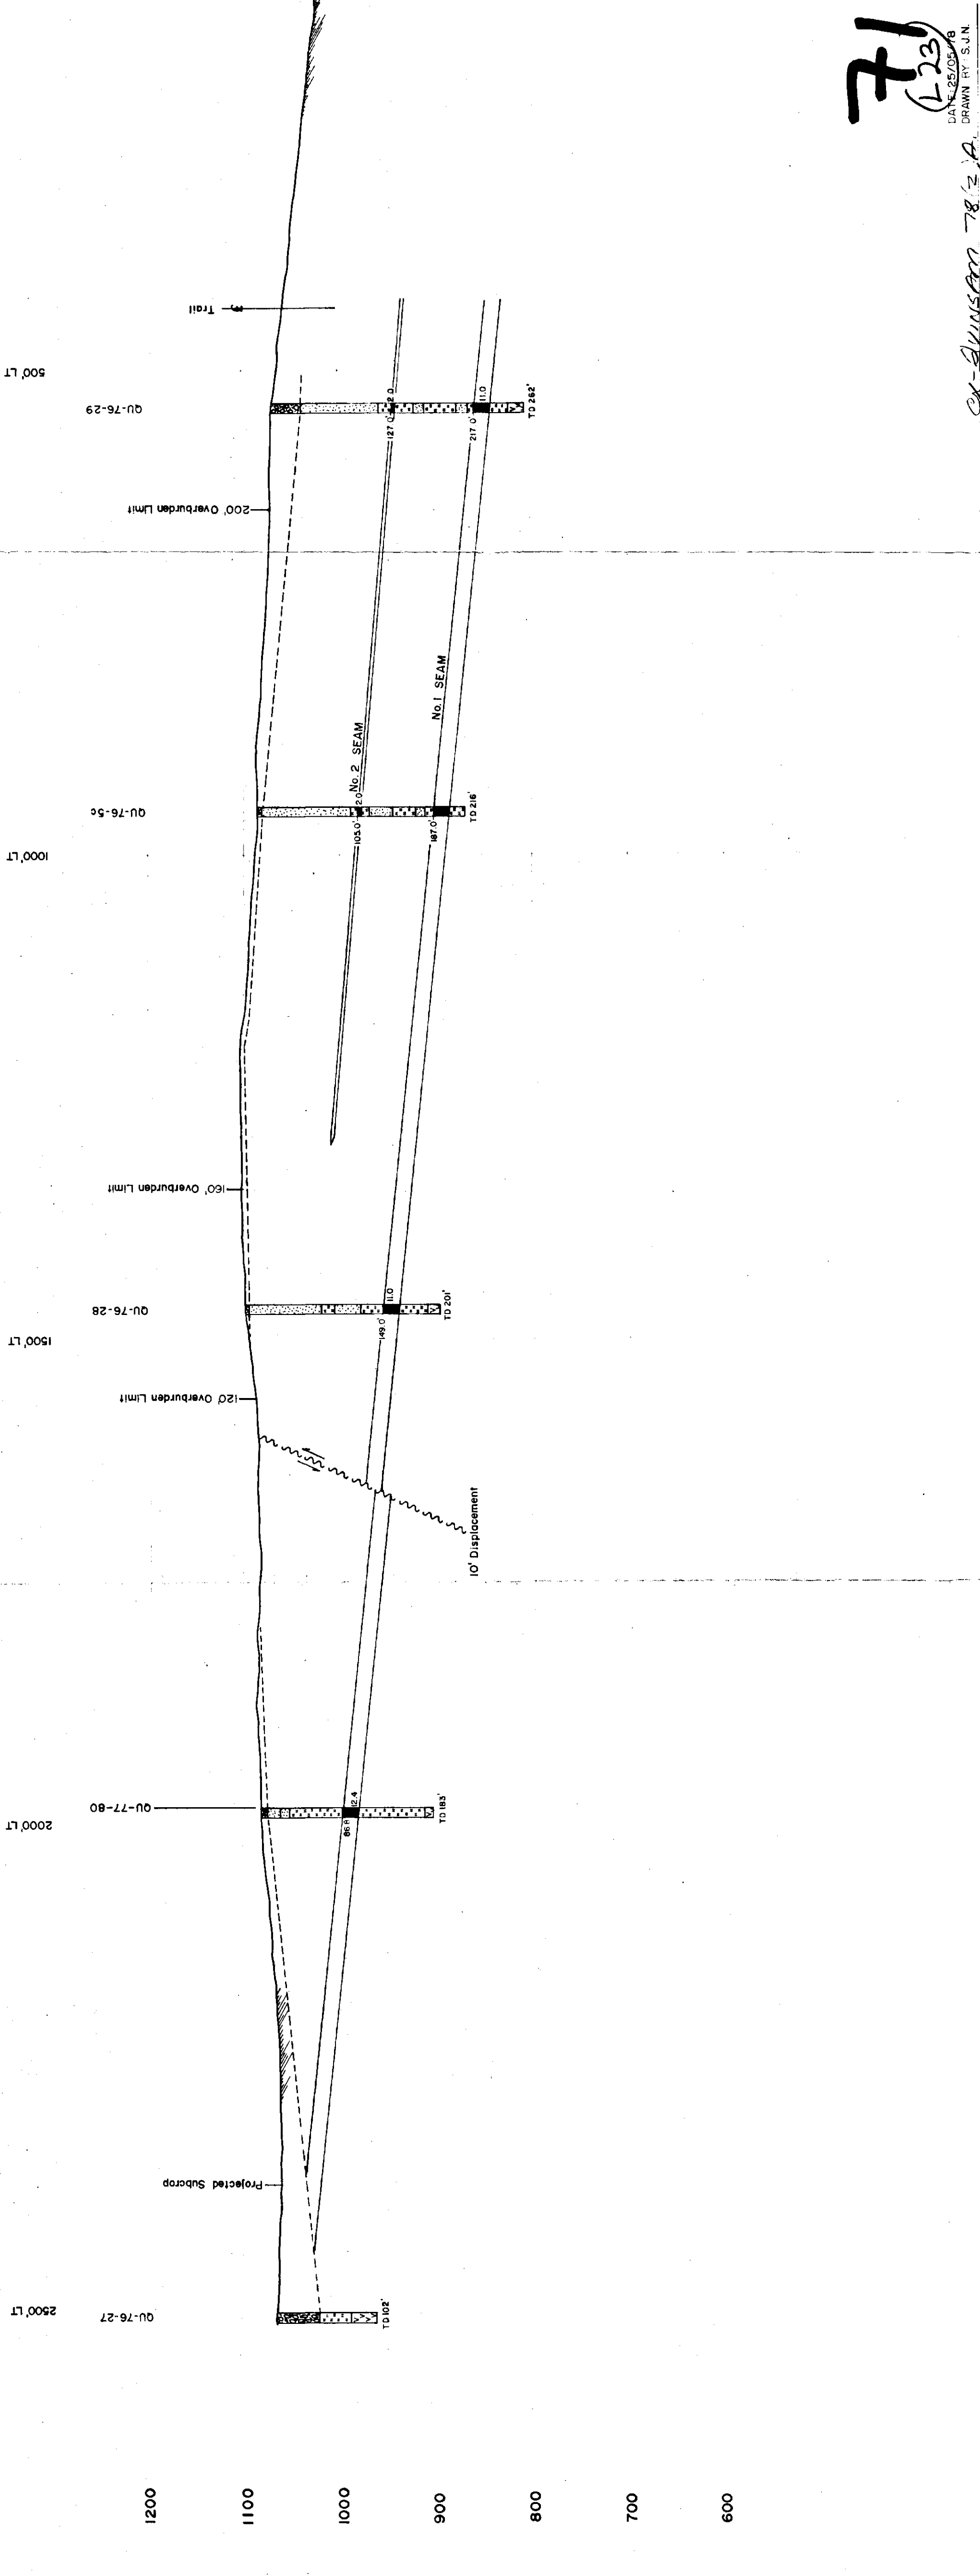 71
(L-23)
DATE: 25/05/78
DRAWN BY: S.J.N.
CK-QUINSAM 78(2)A.
500' LT
1000' LT
1500' LT
2000' LT
2500' LT
QU-76-29
QU-76-5c
QU-76-28
QU-77-80
QU-76-27
Trail
200' Overburden Limit
160' Overburden Limit
120' Overburden Limit
Projected Subcrop
127.0'
2.0
217.0'
11.0
TD 262'
No. 2 SEAM
No. 1 SEAM
105.0'
2.0'
187.0'
TD 216'
149.0'
11.0
TD 201'
10' Displacement
86.8
12.4
TD 183'
TD 102'
1200
1100
1000
900
800
700
600